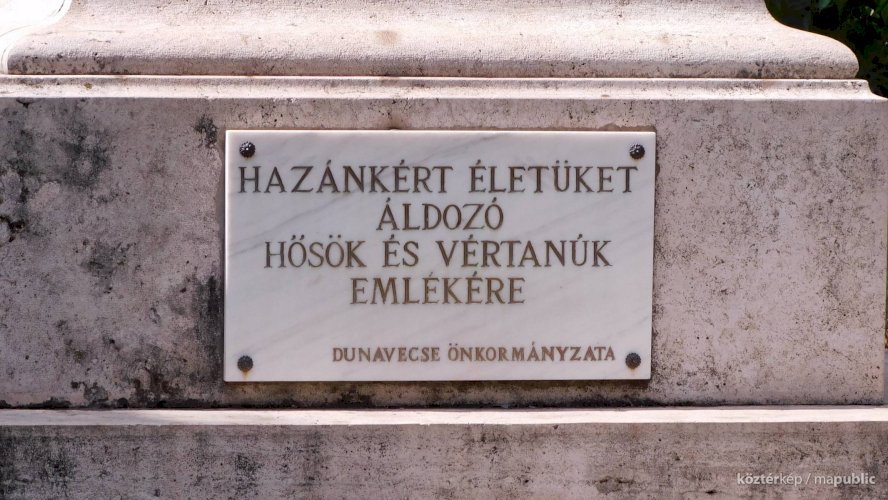 HAZÁNKÉRT ÉLETÜKET
ÁLDOZÓ
HŐSÖK ÉS VÉRTANÚK
EMLÉKÉRE
DUNAVECSE ÖNKORMÁNYZATA
köztérkép / mapublic